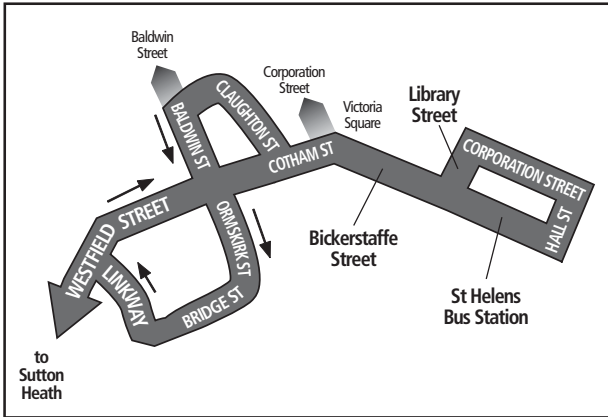 Baldwin
Street
Corporation
Street
Victoria
Square
Library
Street
BALDWIN ST
CLAUGHTON ST
COTHAM ST
CORPORATION STREET
HALL ST
WESTFIELD STREET
ORMSKIRK ST
Bickerstaffe
Street
LINKWAY
BRIDGE ST
St Helens
Bus Station
to
Sutton
Heath